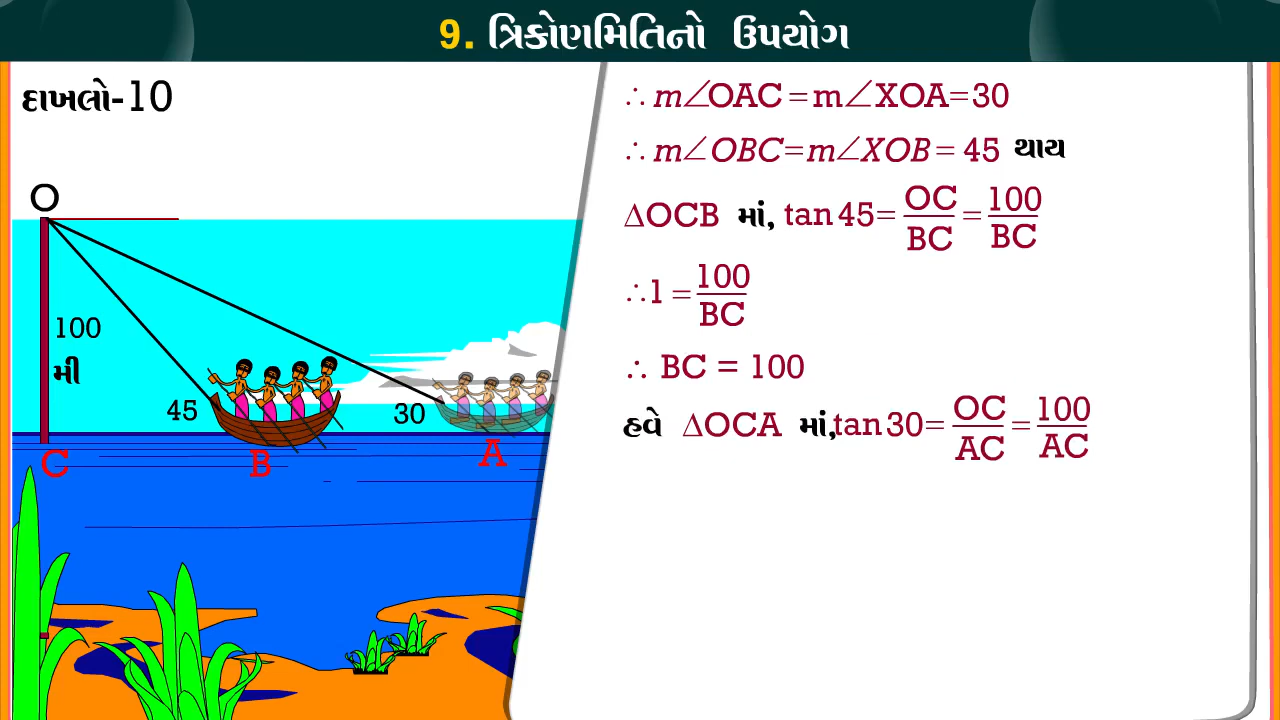 9. ત્રિકોણમિતિનો ઉપયોગ
દાખલો-10
O
100
મી
45
30
C
B
A
∴ m∠OAC = m∠XOA=30
∴ m∠OBC=m∠XOB = 45 થાય
ΔOCB માં, tan 45= OC/BC = 100/BC
∴1 = 100/BC
∴ BC = 100
હવે ΔOCA માં,tan 30= OC/AC = 100/AC